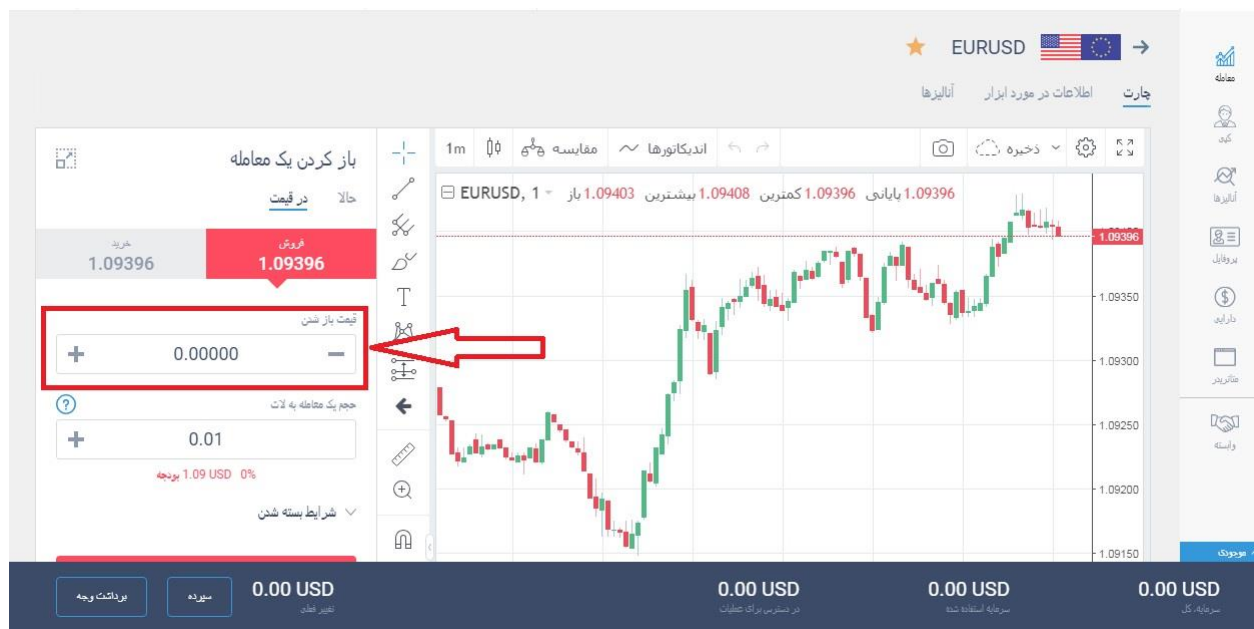 EURUSD
چارت
اطلاعات در مورد ابزار
آنالیزها
معامله
کپی
آنالیزها
پروفایل
دارایی
متاتریدر
وابسته
موجودی
باز کردن یک معامله
حالا
در قیمت
خرید
1.09396
فروش
1.09396
قیمت باز شدن
0.00000
حجم یک معامله به لات
0.01
1.09 USD 0% بودجه
شرایط بسته شدن
1m
مقایسه
اندیکاتورها
ذخیره
EURUSD, 1 باز 1.09403 بیشترین 1.09408 کمترین 1.09396 پایانی 1.09396
1.09396
1.09350
1.09300
1.09250
1.09200
1.09150
0.00 USD
سرمایه، کل
0.00 USD
سرمایه استفاده شده
0.00 USD
در دسترس برای عملیات
0.00 USD
تغییر فعلی
سپرده
برداشت وجه